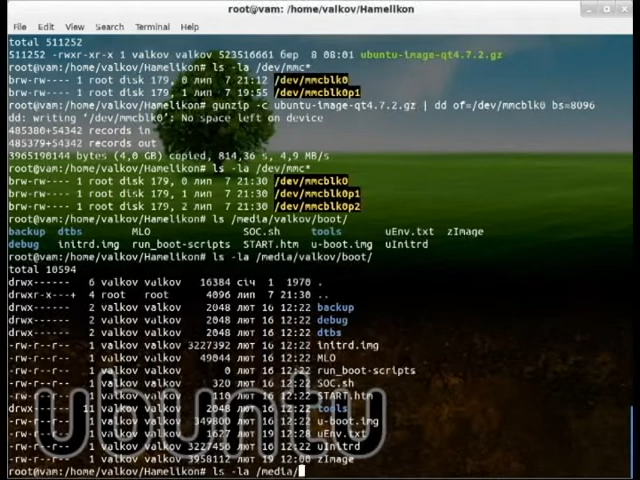 root@vam: /home/valkov/Hamelikon
File Edit View Search Terminal Help
total 511252
511252 -rwxr-xr-x 1 valkov valkov 523516661 бер 8 08:01 ubuntu-image-qt4.7.2.gz
root@vam:/home/valkov/Hamelikon# ls -la /dev/mmc*
brw-rw---- 1 root disk 179, 0 лип 7 21:12 /dev/mmcblk0
brw-rw---- 1 root disk 179, 1 лип 7 19:55 /dev/mmcblk0p1
root@vam:/home/valkov/Hamelikon# gunzip -c ubuntu-image-qt4.7.2.gz | dd of=/dev/mmcblk0 bs=8096
dd: writing ‘/dev/mmcblk0’: No space left on device
485380+54342 records in
485379+54342 records out
3965190144 bytes (4,0 GB) copied, 814,36 s, 4,9 MB/s
root@vam:/home/valkov/Hamelikon# ls -la /dev/mmc*
brw-rw---- 1 root disk 179, 0 лип 7 21:30 /dev/mmcblk0
brw-rw---- 1 root disk 179, 1 лип 7 21:30 /dev/mmcblk0p1
brw-rw---- 1 root disk 179, 2 лип 7 21:30 /dev/mmcblk0p2
root@vam:/home/valkov/Hamelikon# ls /media/valkov/boot/
backup dtbs MLO SOC.sh tools uEnv.txt zImage
debug initrd.img run_boot-scripts START.htm u-boot.img uInitrd
root@vam:/home/valkov/Hamelikon# ls -la /media/valkov/boot/
total 10594
drwx------ 6 valkov valkov 16384 січ 1 1970 .
drwxr-x---+ 4 root root 4096 лип 7 21:30 ..
drwx------ 2 valkov valkov 2048 лют 16 12:22 backup
drwx------ 2 valkov valkov 2048 лют 16 12:22 debug
drwx------ 2 valkov valkov 2048 лют 16 12:22 dtbs
-rw-r--r-- 1 valkov valkov 3227392 лют 16 12:22 initrd.img
-rw-r--r-- 1 valkov valkov 49044 лют 16 12:22 MLO
-rw-r--r-- 1 valkov valkov 0 лют 16 12:22 run_boot-scripts
-rw-r--r-- 1 valkov valkov 320 лют 16 12:22 SOC.sh
-rw-r--r-- 1 valkov valkov лют 16 12:22 START.htm
drwx------ 11 valkov valkov 2048 лют 16 12:22 tools
-rw-r--r-- 1 valkov valkov 349800 лют 16 12:22 u-boot.img
-rw-r--r-- 1 valkov valkov 1627 лют 19 12:28 uEnv.txt
-rw-r--r-- 1 valkov valkov 3227456 лют 16 12:22 uInitrd
-rw-r--r-- 1 valkov valkov 3958112 лют 19 12:00 zImage
root@vam:/home/valkov/Hamelikon# ls -la /media/
ubuntu